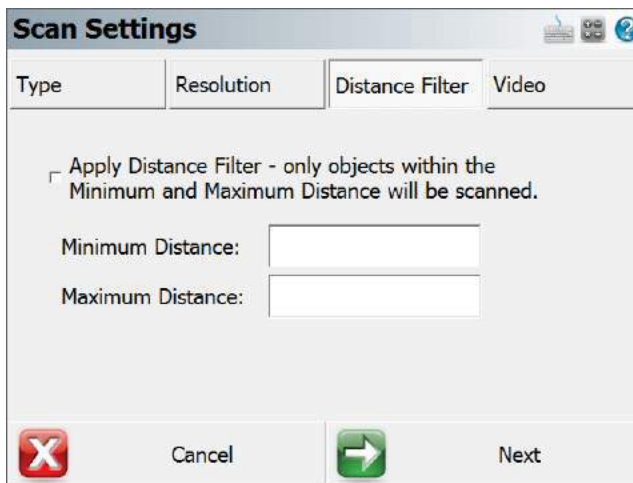 Scan Settings
Type Resolution Distance Filter Video
Apply Distance Filter - only objects within the
Minimum and Maximum Distance will be scanned.
Minimum Distance:
Maximum Distance:
Cancel Next